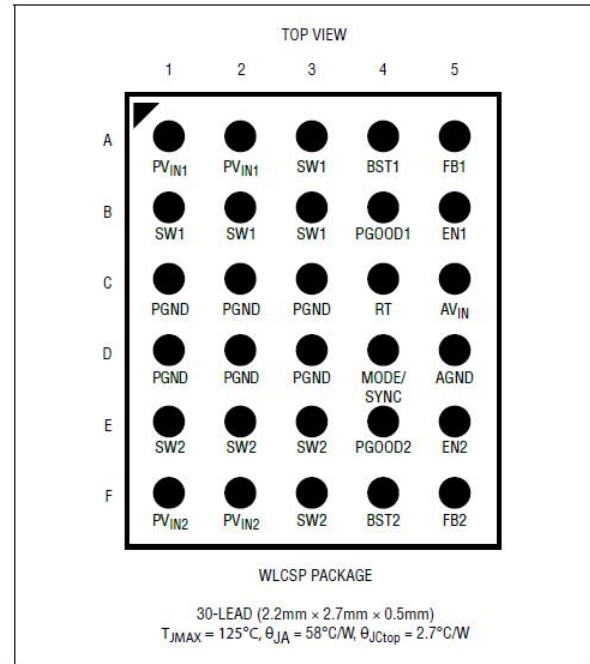 TOP VIEW
1 2 3 4 5
A
PVIN1 PVIN1 SW1 BST1 FB1
B
SW1 SW1 SW1 PGOOD1 EN1
C
PGND PGND PGND RT AVIN
D
PGND PGND PGND MODE/ AGND
SYNC
E
SW2 SW2 SW2 PGOOD2 EN2
F
PVIN2 PVIN2 SW2 BST2 FB2
WLCSP PACKAGE
30-LEAD (2.2mm × 2.7mm × 0.5mm)
TJMAX = 125°C, θJA = 58°C/W, θJCtop = 2.7°C/W